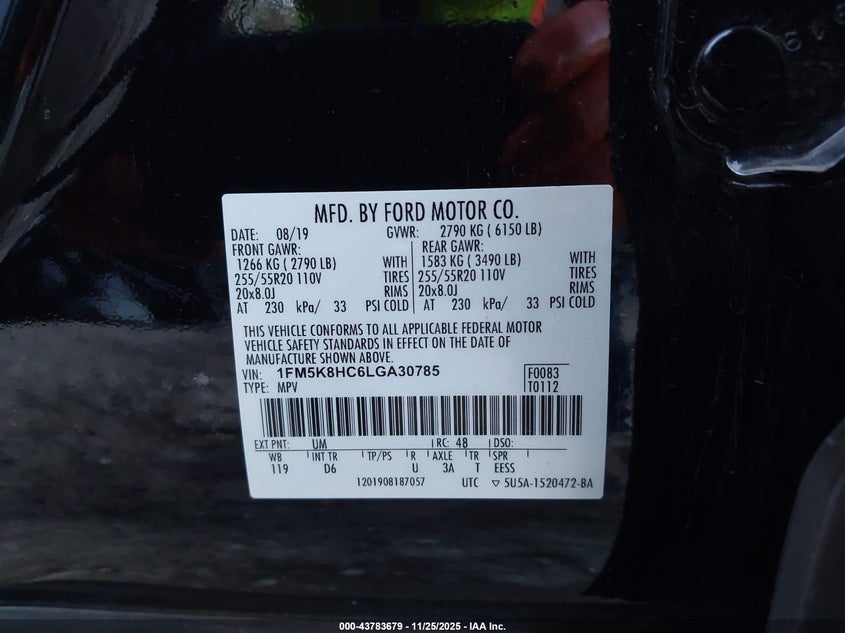 MFD. BY FORD MOTOR CO.
DATE: 08/19 GVWR: 2790 KG ( 6150 LB)
FRONT GAWR: REAR GAWR:
1266 KG ( 2790 LB) WITH 1583 KG ( 3490 LB) WITH
255/55R20 110V TIRES 255/55R20 110V TIRES
20x8.0J RIMS 20x8.0J RIMS
AT 230 kPa/ 33 PSI COLD AT 230 kPa/ 33 PSI COLD
THIS VEHICLE CONFORMS TO ALL APPLICABLE FEDERAL MOTOR
VEHICLE SAFETY STANDARDS IN EFFECT ON THE DATE OF
MANUFACTURE SHOWN ABOVE.
VIN: 1FM5K8HC6LGA30785 F0083
TYPE: MPV T0112
EXT PNT: UM RC: 48 DSO:
WB INT TR TP/PS R AXLE TR SPR
119 D6 U 3A T EESS
1201908187057 UTC ▽ 5U5A-1520472-BA
000-43783679 - 11/25/2025 - IAA Inc.